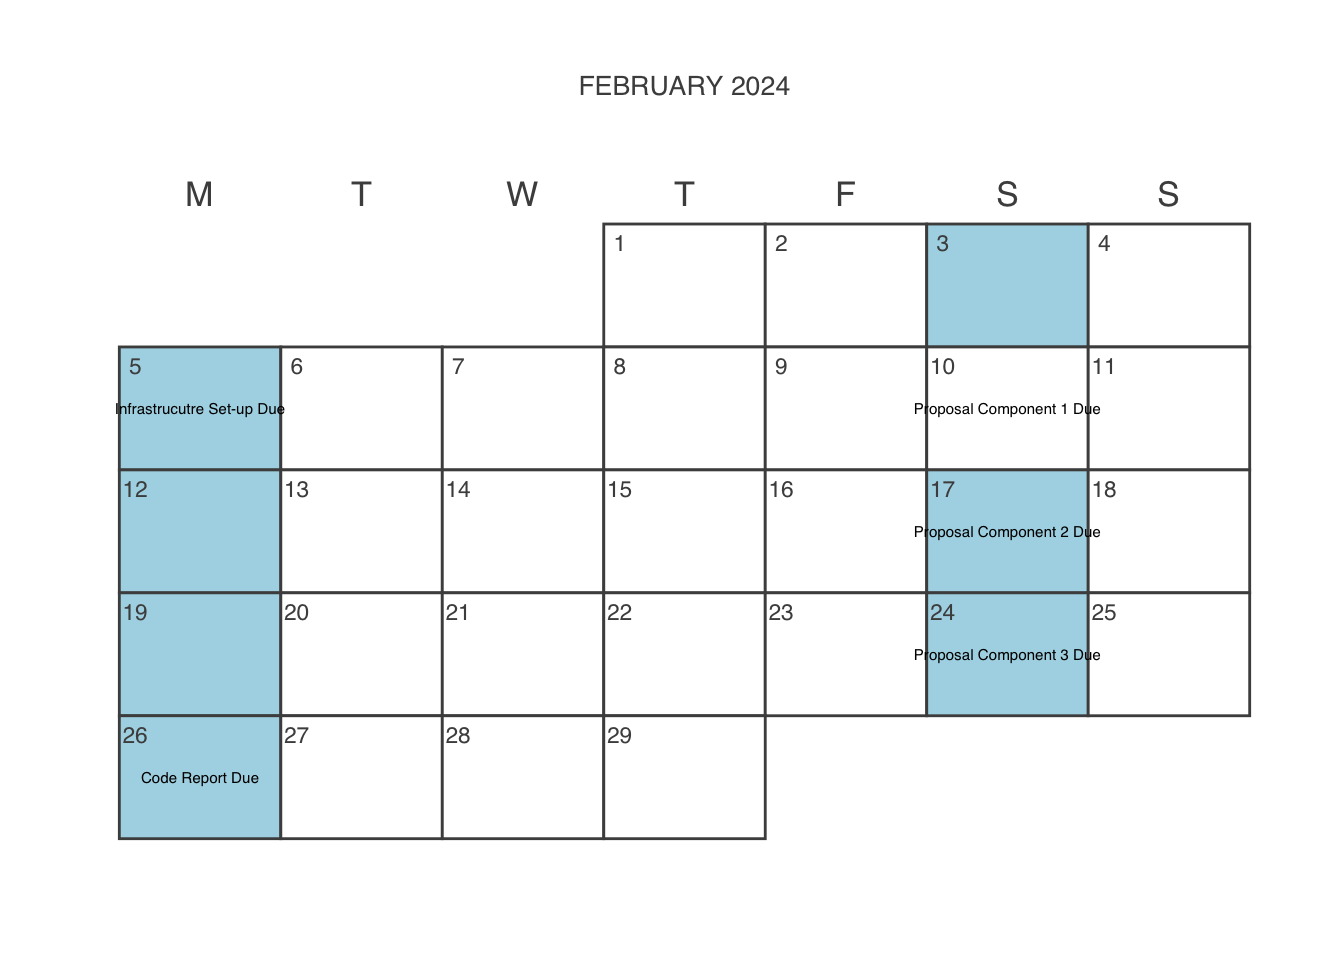 FEBRUARY 2024
M T W T F S S
1 2 3 4
5 6 7 8 9 10 11
Infrastrucutre Set-up Due Proposal Component 1 Due
12 13 14 15 16 17 18
Proposal Component 2 Due
19 20 21 22 23 24 25
Proposal Component 3 Due
26 27 28 29
Code Report Due